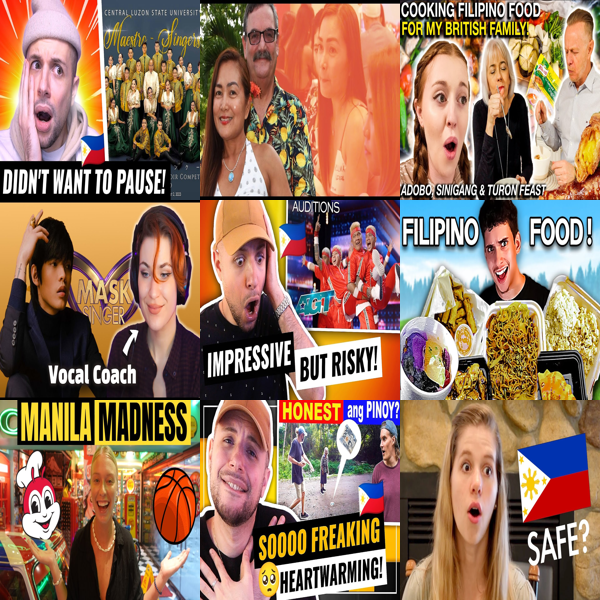 DIDN'T WANT TO PAUSE!
CENTRAL LUZON STATE UNIVERSITY
Maestro Singers
COOKING FILIPINO FOOD
FOR MY BRITISH FAMILY!
ADOBO, SINIGANG & TURON FEAST
MASK
SINGER
Vocal Coach
AUDITIONS
AGT
IMPRESSIVE
BUT RISKY!
FILIPINO FOOD!
MANILA MADNESS
HONEST ang PINOY?
SOOOO FREAKING
HEARTWARMING!
SAFE?